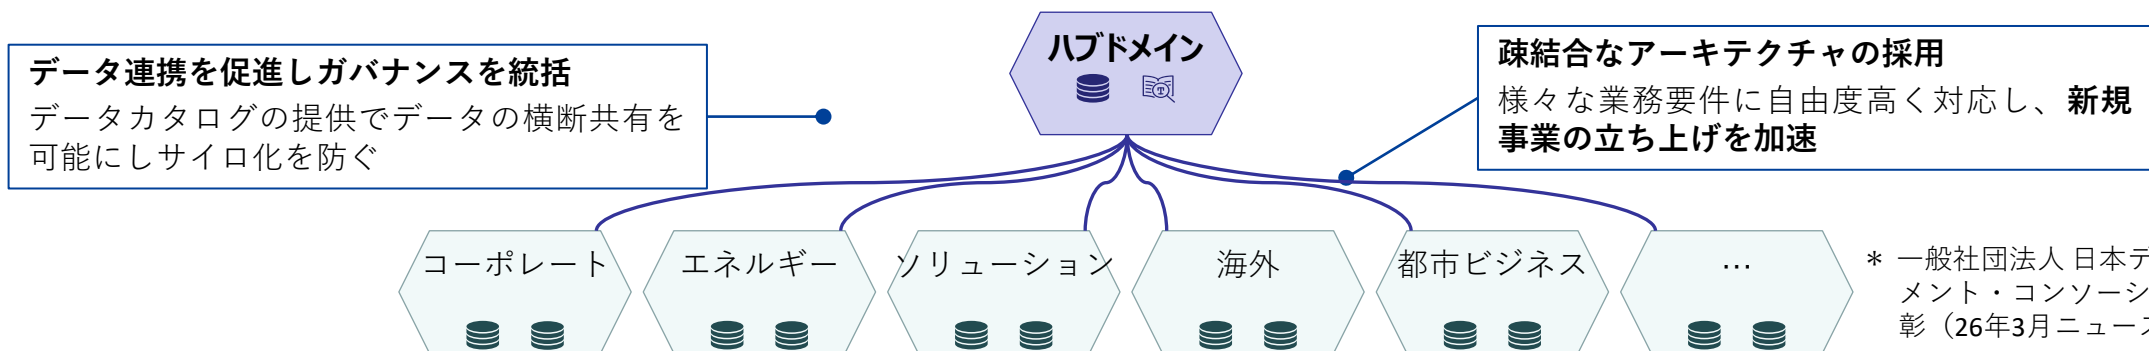 ハブドメイン
データ連携を促進しガバナンスを統括
データカタログの提供でデータの横断共有を
可能にしサイロ化を防ぐ
疎結合なアーキテクチャの採用
様々な業務要件に自由度高く対応し、新規
事業の立ち上げを加速
コーポレート
エネルギー
ソリューション
海外
都市ビジネス
…
* 一般社団法人 日本デ
メント・コンソーシ
彰（26年3月ニュース